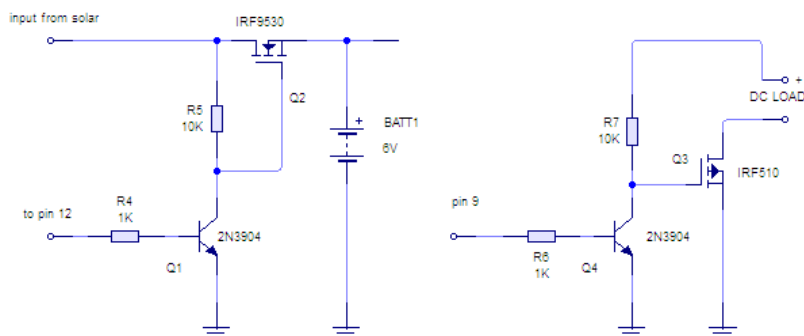 input from solar
IRF9530
Q2
R5
10K
BATT1
6V
+
R4
1K
to pin 12
2N3904
Q1
+
DC LOAD
R7
10K
Q3
IRF510
pin 9
2N3904
R6
1K
Q4